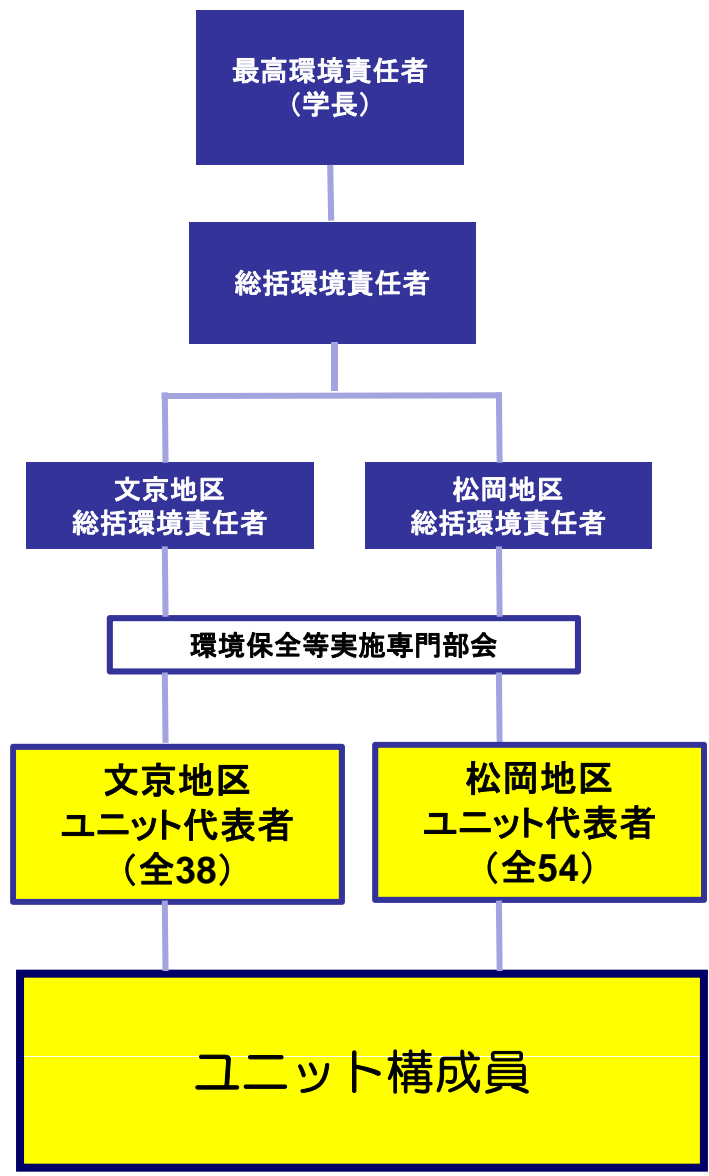 最高環境責任者
（学長）
総括環境責任者
文京地区
総括環境責任者
松岡地区
総括環境責任者
環境保全等実施専門部会
文京地区
ユニット代表者
（全38）
松岡地区
ユニット代表者
（全54）
ユニット構成員